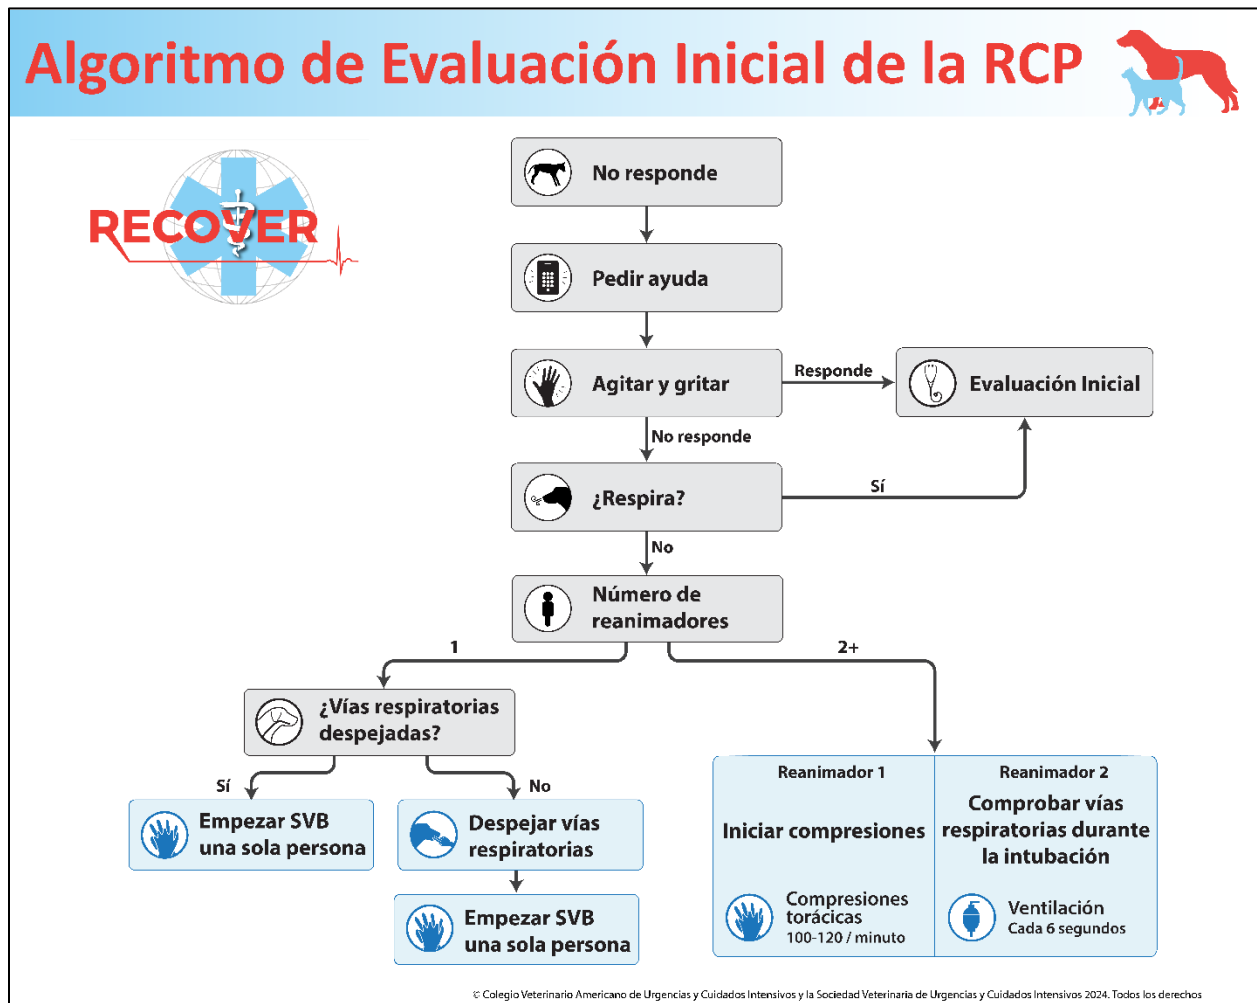 Algoritmo de Evaluación Inicial de la RCP
RECOVER
No responde
Pedir ayuda
Agitar y gritar
Responde
Evaluación Inicial
No responde
¿Respira?
Sí
No
Número de
reanimadores
1
2+
¿Vías respiratorias
despejadas?
Sí
No
Empezar SVB
una sola persona
Despejar vías
respiratorias
Empezar SVB
una sola persona
Reanimador 1
Iniciar compresiones
Compresiones
torácicas
100-120 / minuto
Reanimador 2
Comprobar vías
respiratorias durante
la intubación
Ventilación
Cada 6 segundos
© Colegio Veterinario Americano de Urgencias y Cuidados Intensivos y la Sociedad Veterinaria de Urgencias y Cuidados Intensivos 2024. Todos los derechos